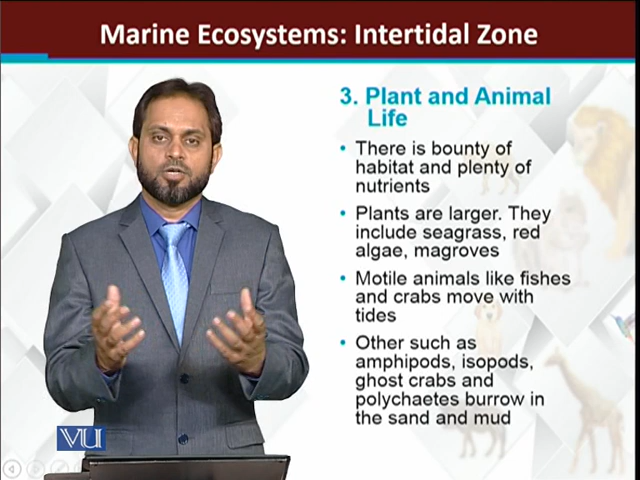 Marine Ecosystems: Intertidal Zone
3. Plant and Animal
Life
• There is bounty of
habitat and plenty of
nutrients
• Plants are larger. They
include seagrass, red
algae, magroves
• Motile animals like fishes
and crabs move with
tides
• Other such as
amphipods, isopods,
ghost crabs and
polychaetes burrow in
the sand and mud
VU